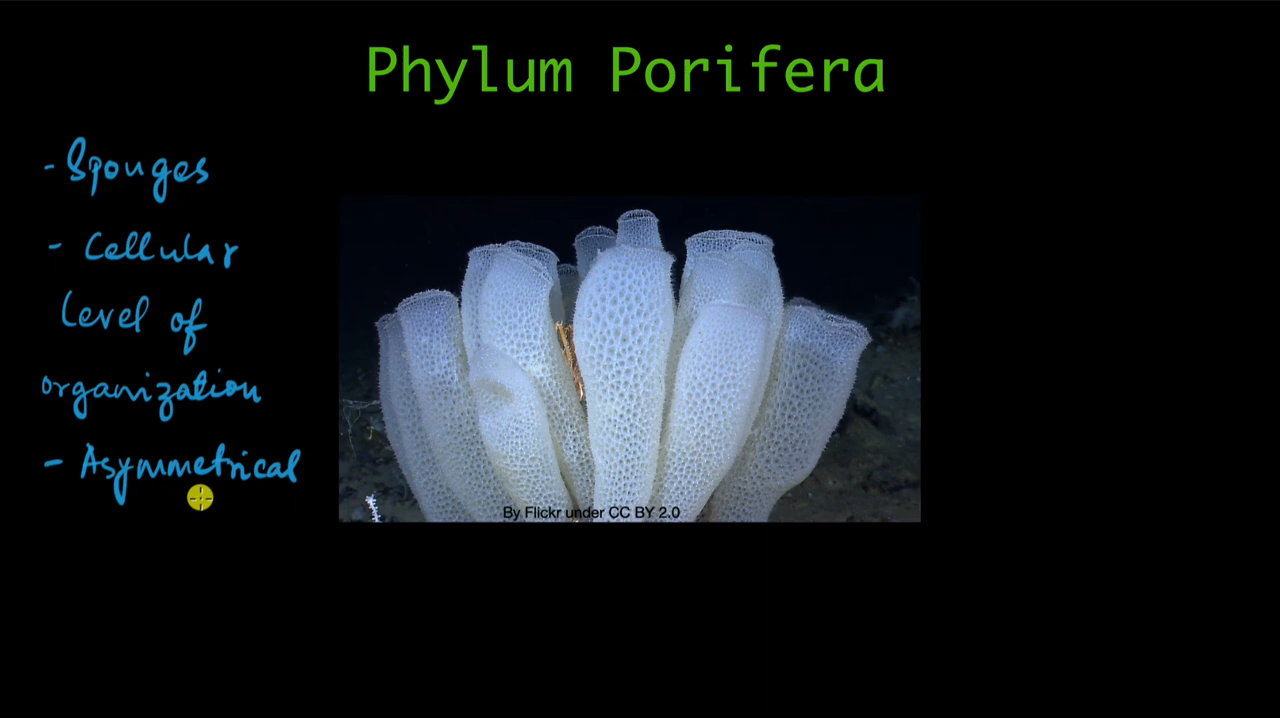 Phylum Porifera
- Sponges
- Cellular
Level of
organization
- Asymmetrical
By Flickr under CC BY 2.0